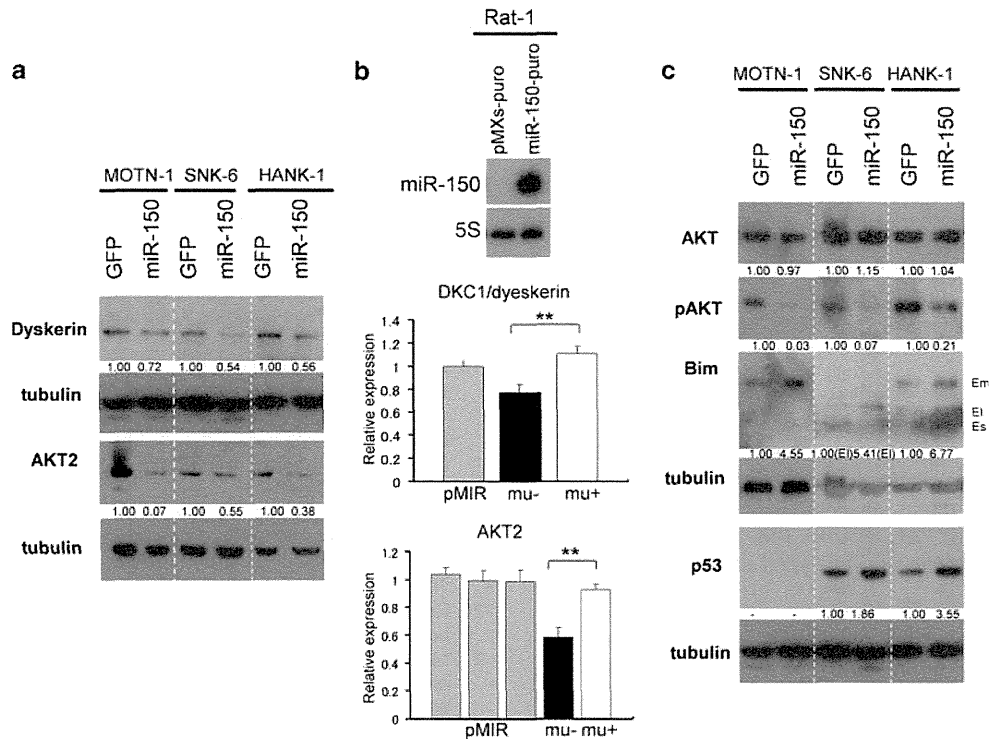 a
MOTN-1 SNK-6 HANK-1
GFP miR-150 GFP miR-150 GFP miR-150
Dyskerin
1.00 0.72 1.00 0.54 1.00 0.56
tubulin
AKT2
1.00 0.07 1.00 0.55 1.00 0.38
tubulin
b
Rat-1
pMXs-puro miR-150-puro
miR-150
5S
DKC1/dyeskerin
**
Relative expression
1.4
1.2
1
0.8
0.6
0.4
0.2
0
pMIR mu- mu+
AKT2
**
Relative expression
1.2
1
0.8
0.6
0.4
0.2
0
pMIR mu- mu+
c
MOTN-1 SNK-6 HANK-1
GFP miR-150 GFP miR-150 GFP miR-150
AKT
1.00 0.97 1.00 1.15 1.00 1.04
pAKT
1.00 0.03 1.00 0.07 1.00 0.21
Bim
Em
El
Es
1.00 4.55 1.00(El)5.41(El) 1.00 6.77
tubulin
p53
- - 1.00 1.86 1.00 3.55
tubulin